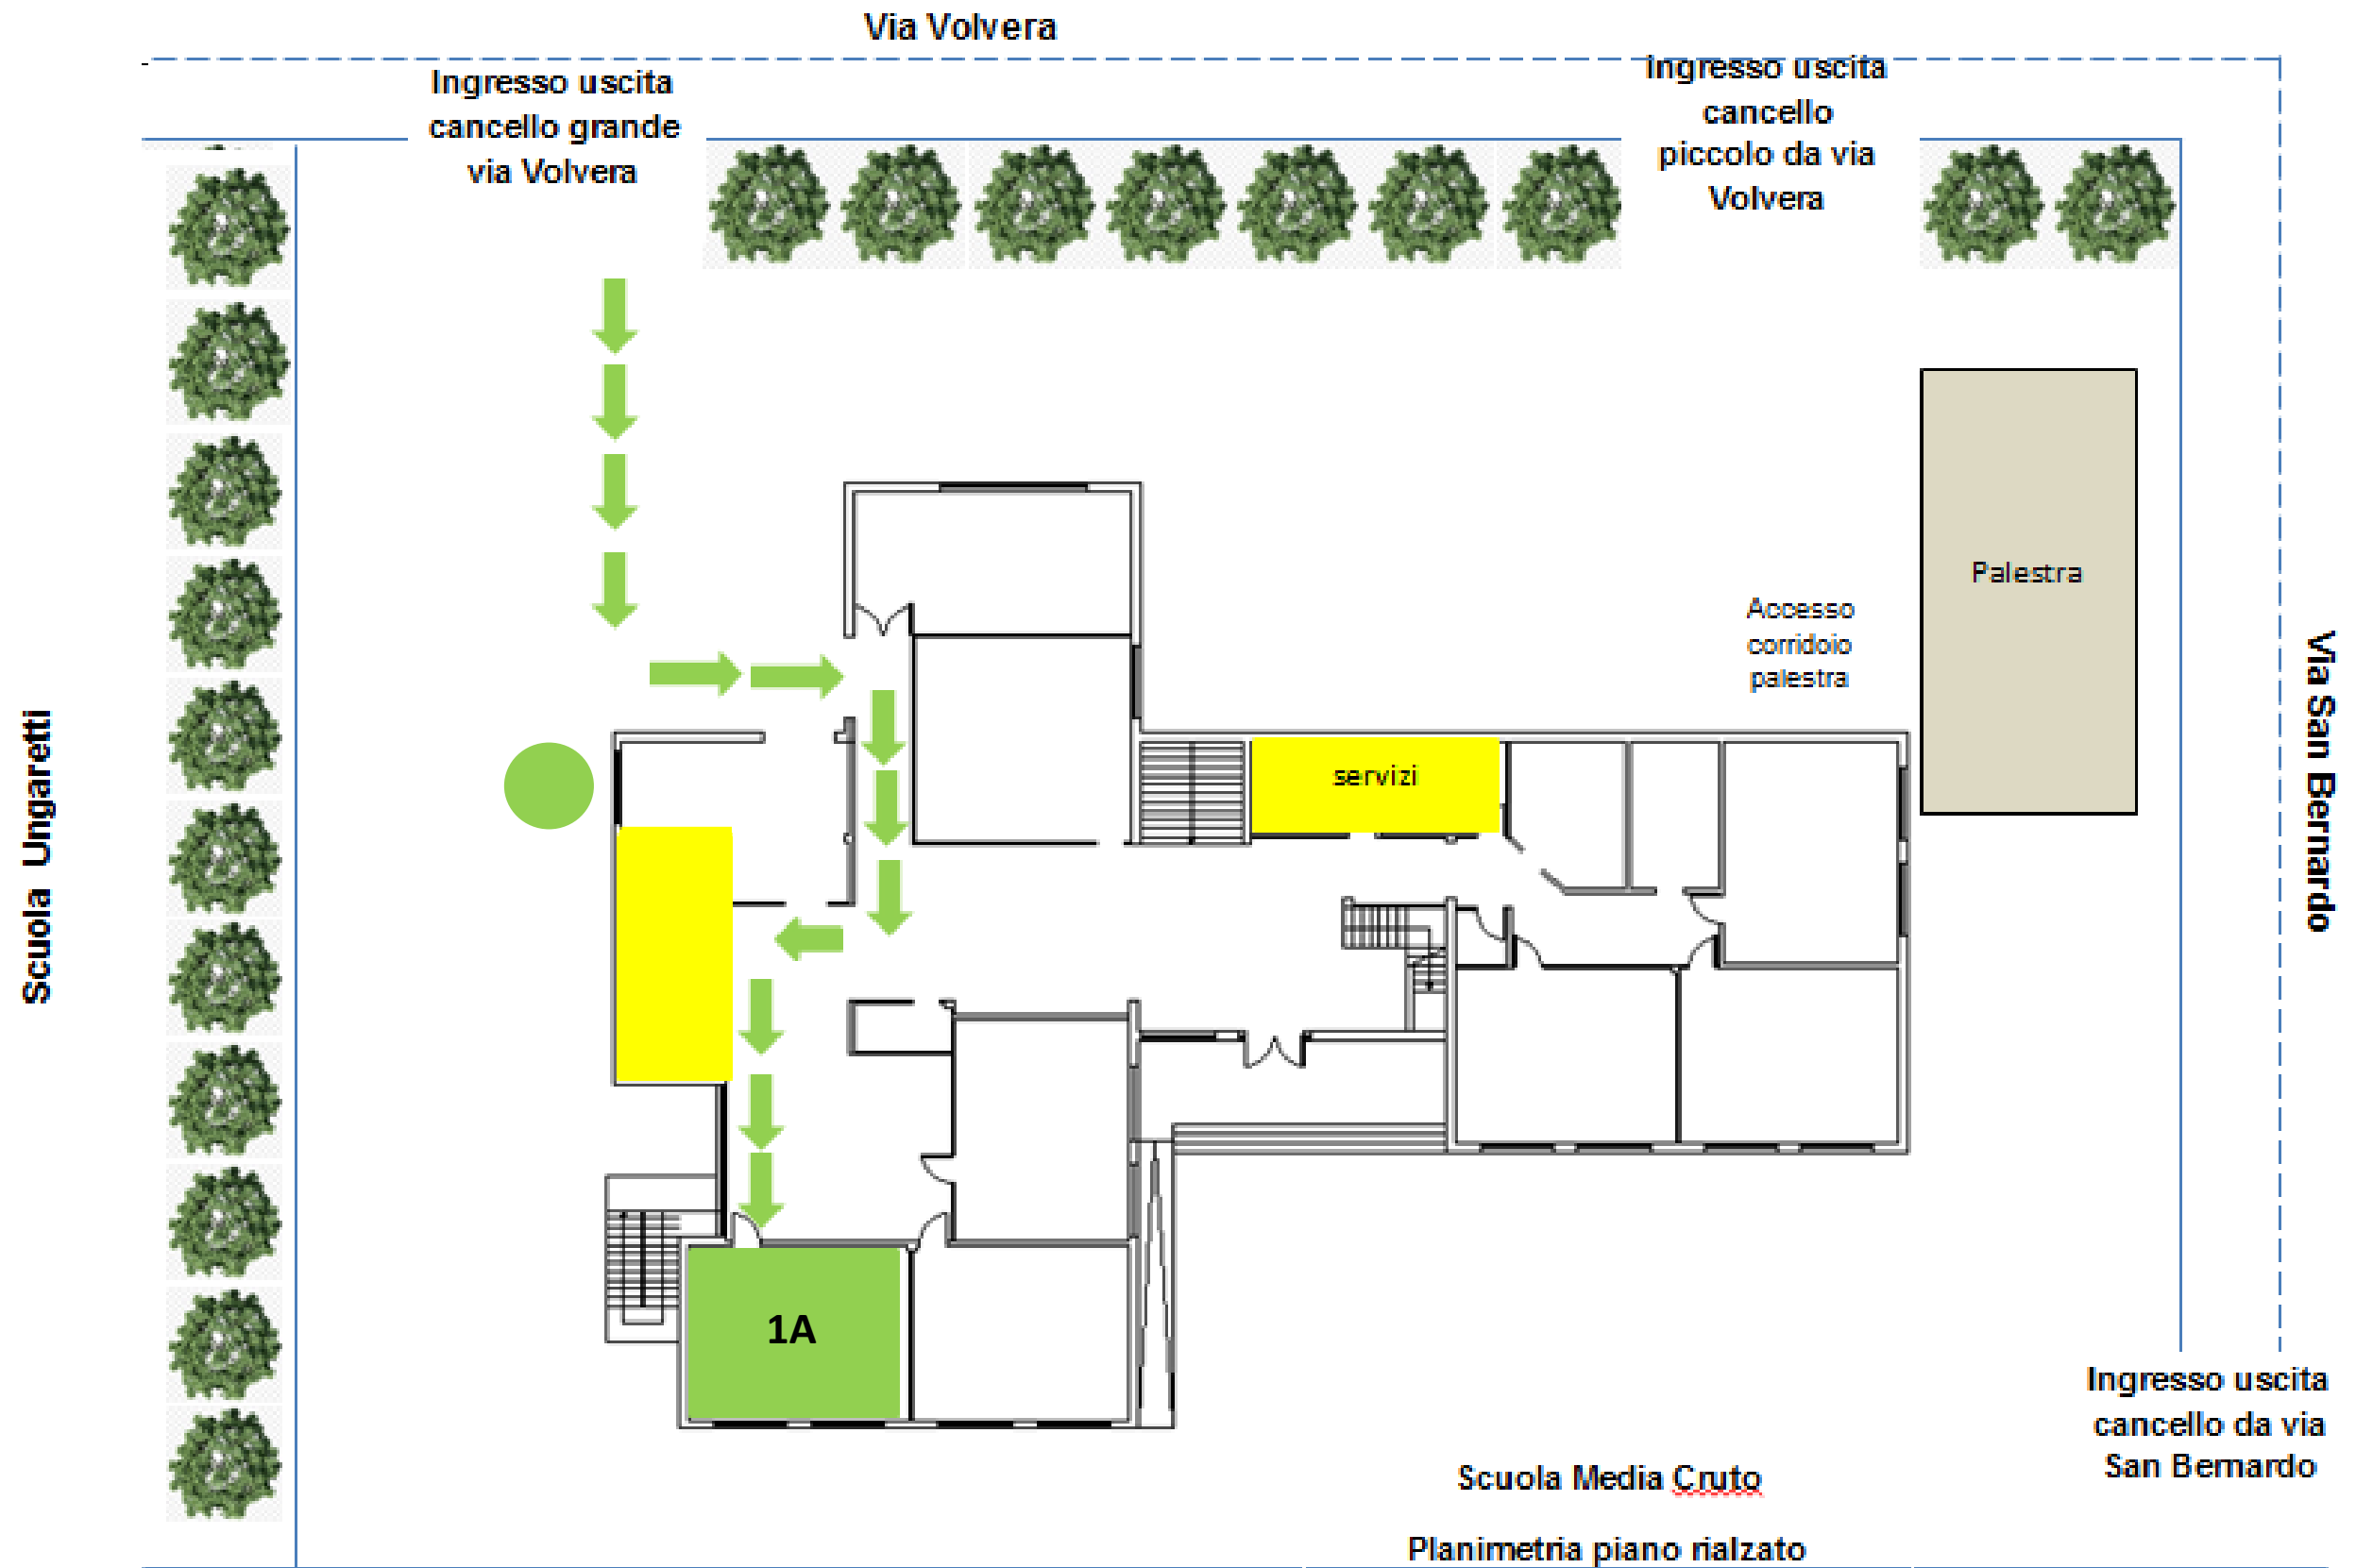 Via Volvera
Ingresso uscita
cancello grande
via Volvera
Ingresso uscita
cancello
piccolo da via
Volvera
Palestra
Accesso
corridoio
palestra
servizi
Scuola Ungaretti
Via San Bernardo
1A
Ingresso uscita
cancello da via
San Bernardo
Scuola Media Cruto
Planimetria piano rialzato